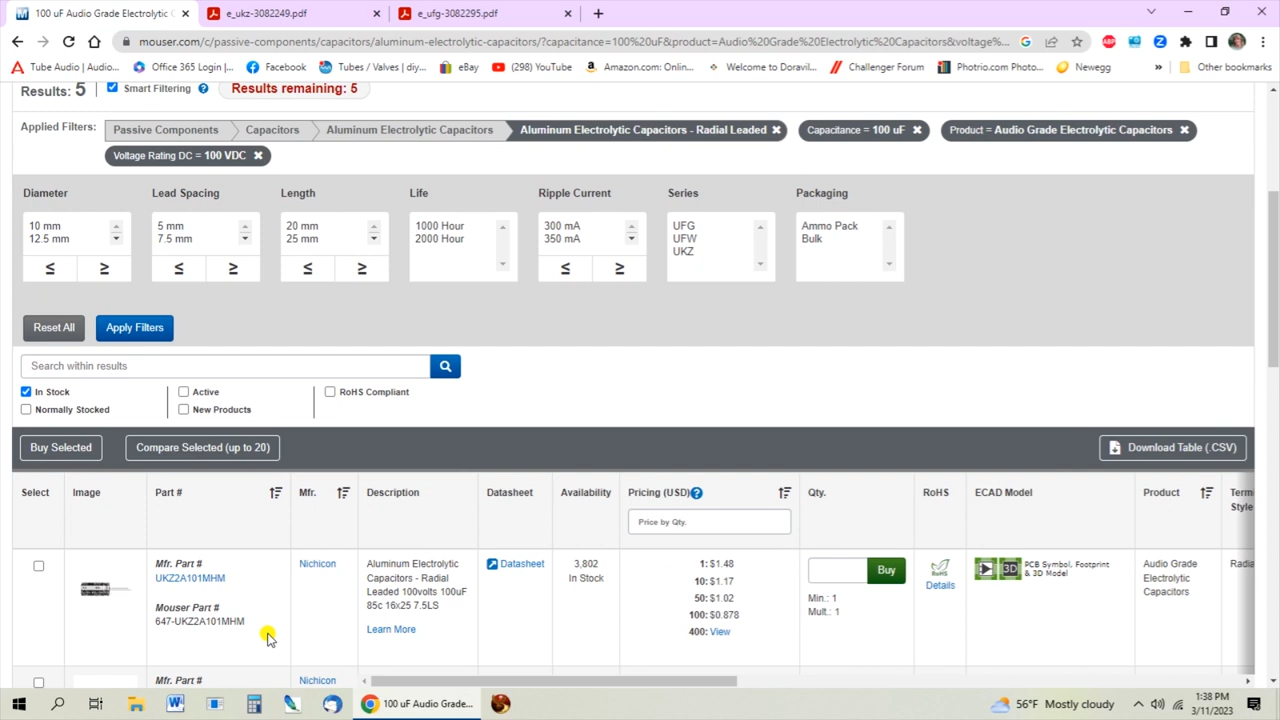 100 uF Audio Grade Electrolytic C
e_ukz-3082249.pdf
e_ufg-3082295.pdf
mouser.com/c/passive-components/capacitors/aluminum-electrolytic-capacitors/?capacitance=100%20uF&product=Audio%20Grade%20Electrolytic%20Capacitors&voltage%...
Tube Audio | Audio...
Office 365 Login |...
Facebook
Tubes / Valves | diy...
eBay
(298) YouTube
Amazon.com: Onlin...
Welcome to Doravil...
Challenger Forum
Photrio.com Photo...
Newegg
»
Other bookmarks
Results: 5
Smart Filtering
Results remaining: 5
Applied Filters:
Passive Components
Capacitors
Aluminum Electrolytic Capacitors
Aluminum Electrolytic Capacitors - Radial Leaded
Capacitance = 100 uF
Product = Audio Grade Electrolytic Capacitors
Voltage Rating DC = 100 VDC
Diameter
Lead Spacing
Length
Life
Ripple Current
Series
Packaging
10 mm
5 mm
20 mm
1000 Hour
300 mA
UFG
Ammo Pack
12.5 mm
7.5 mm
25 mm
2000 Hour
350 mA
UFW
Bulk
UKZ
≤ ≥
≤ ≥
≤ ≥
≤ ≥
Reset All
Apply Filters
Search within results
In Stock
Active
RoHS Compliant
Normally Stocked
New Products
Buy Selected
Compare Selected (up to 20)
Download Table (.CSV)
Select
Image
Part #
Mfr.
Description
Datasheet
Availability
Pricing (USD)
Qty.
RoHS
ECAD Model
Product
Termi
Style
Price by Qty.
Mfr. Part #
UKZ2A101MHM
Mouser Part #
647-UKZ2A101MHM
Nichicon
Aluminum Electrolytic
Capacitors - Radial
Leaded 100volts 100uF
85c 16x25 7.5LS
Learn More
Datasheet
3,802
In Stock
1: $1.48
10: $1.17
50: $1.02
100: $0.878
400: View
Buy
Min.: 1
Mult.: 1
RoHS
Details
3D
PCB Symbol, Footprint
& 3D Model
Audio Grade
Electrolytic
Capacitors
Radia
Mfr. Part #
Nichicon
100 uF Audio Grade...
56°F Mostly cloudy
1:38 PM
3/11/2023